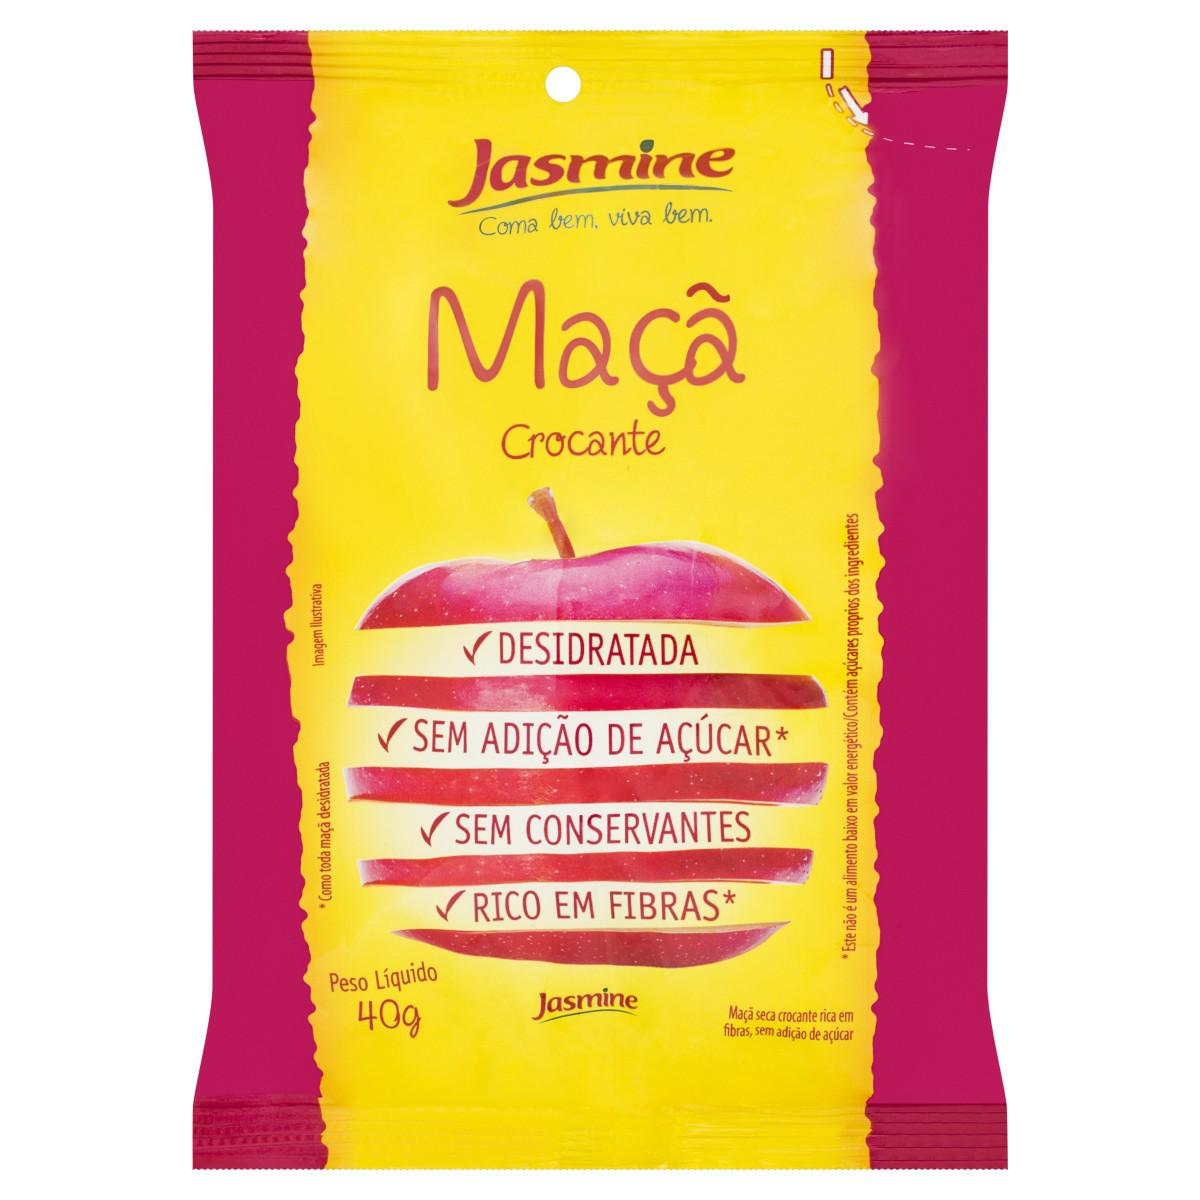 Jasmine
Coma bem, viva bem.
Maçã
Crocante
DESIDRATADA
SEM ADIÇÃO DE AÇÚCAR*
SEM CONSERVANTES
RICO EM FIBRAS*
Imagem Ilustrativa
* Como toda maçã desidratada
* Este não é um alimento baixo em valor energético/Contém açúcares proprios dos ingredientes
Peso Líquido
40g
Jasmine
Maçã seca crocante rica em
fibras, sem adição de açúcar